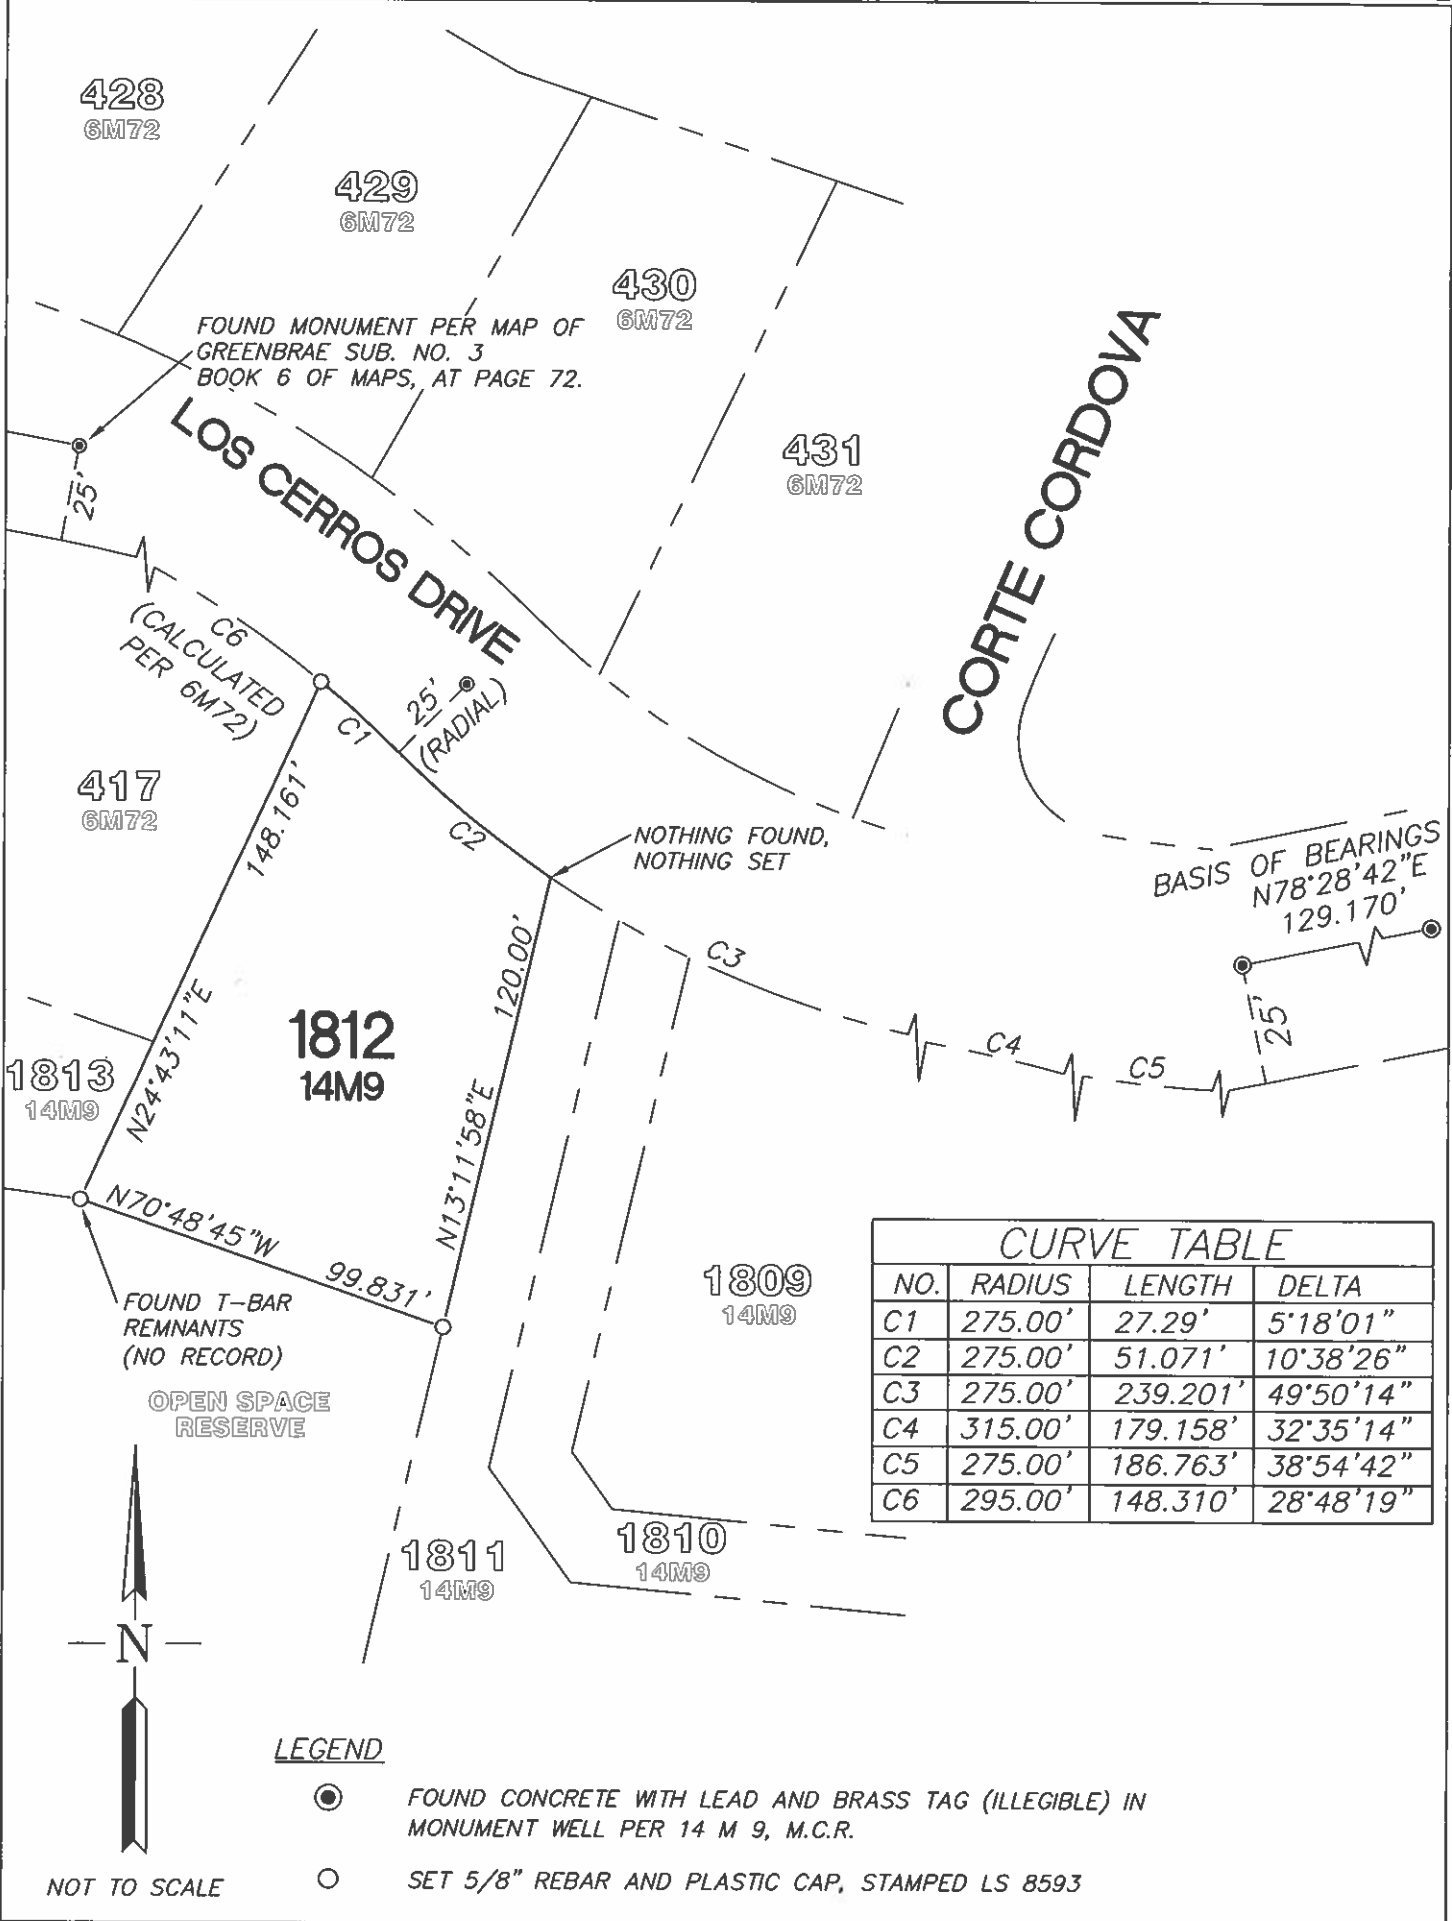 428
6M72
429
6M72
430
6M72
FOUND MONUMENT PER MAP OF
GREENBRAE SUB. NO. 3
BOOK 6 OF MAPS, AT PAGE 72.
431
6M72
LOS CERROS DRIVE
CORTE CORDOVA
25'
C6
(CALCULATED
PER 6M72)
25'
(RADIAL)
C1
C2
417
6M72
148.161'
N24°43'11"E
NOTHING FOUND,
NOTHING SET
BASIS OF BEARINGS
N78°28'42"E
129.170'
25'
C3
C4
C5
120.00'
N13°11'58"E
1812
14M9
1813
14M9
N70°48'45"W
99.831'
FOUND T-BAR
REMNANTS
(NO RECORD)
OPEN SPACE
RESERVE
1809
14M9
1811
14M9
1810
14M9
CURVE TABLE
NO. RADIUS LENGTH DELTA
C1 275.00' 27.29' 5°18'01"
C2 275.00' 51.071' 10°38'26"
C3 275.00' 239.201' 49°50'14"
C4 315.00' 179.158' 32°35'14"
C5 275.00' 186.763' 38°54'42"
C6 295.00' 148.310' 28°48'19"
N
NOT TO SCALE
LEGEND
FOUND CONCRETE WITH LEAD AND BRASS TAG (ILLEGIBLE) IN
MONUMENT WELL PER 14 M 9, M.C.R.
SET 5/8" REBAR AND PLASTIC CAP, STAMPED LS 8593